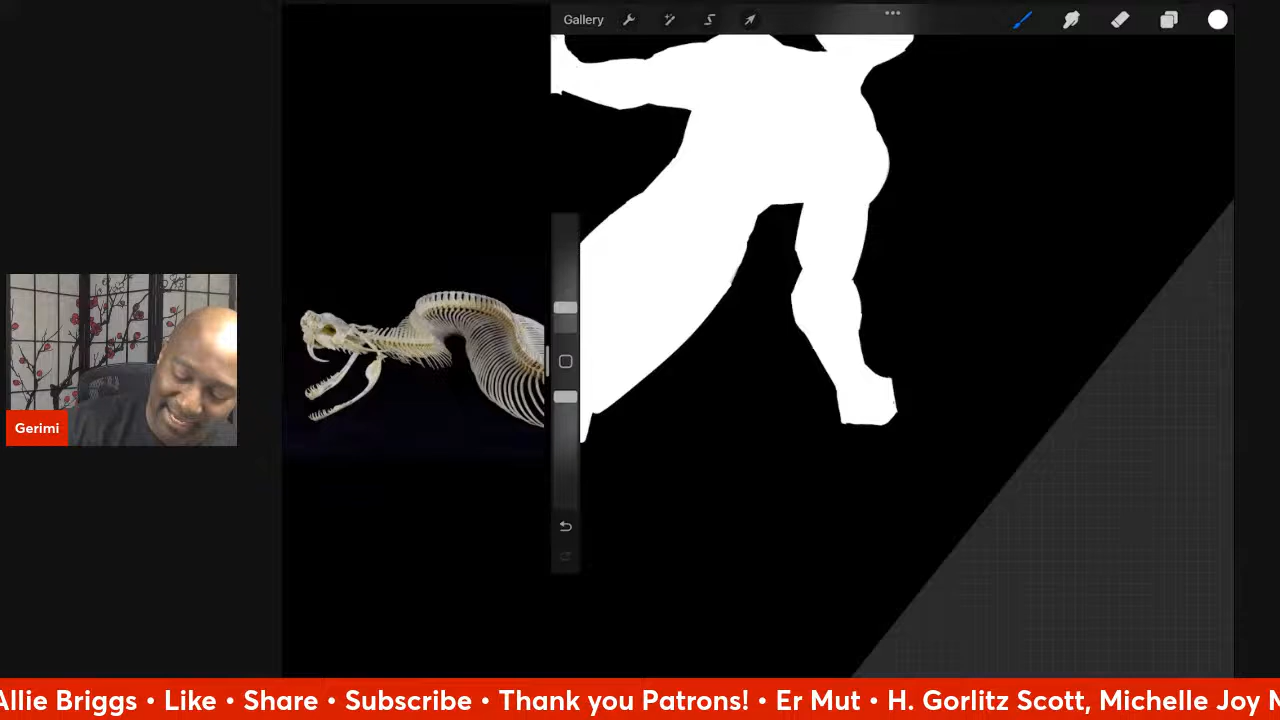 Gallery
Gerimi
Allie Briggs • Like • Share • Subscribe • Thank you Patrons! • Er Mut • H. Gorlitz Scott, Michelle Joy M